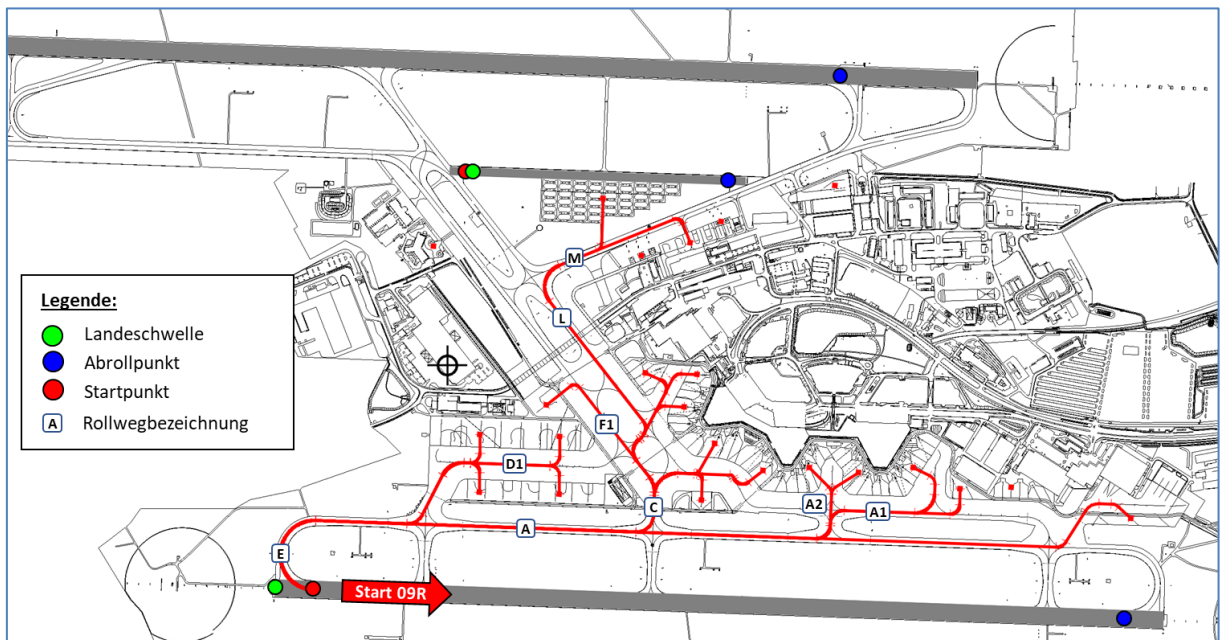 M
L
F1
D1
C
A2
A1
A
E
Start 09R
Legende:
Landeschwelle
Abrollpunkt
Startpunkt
A Rollwegbezeichnung